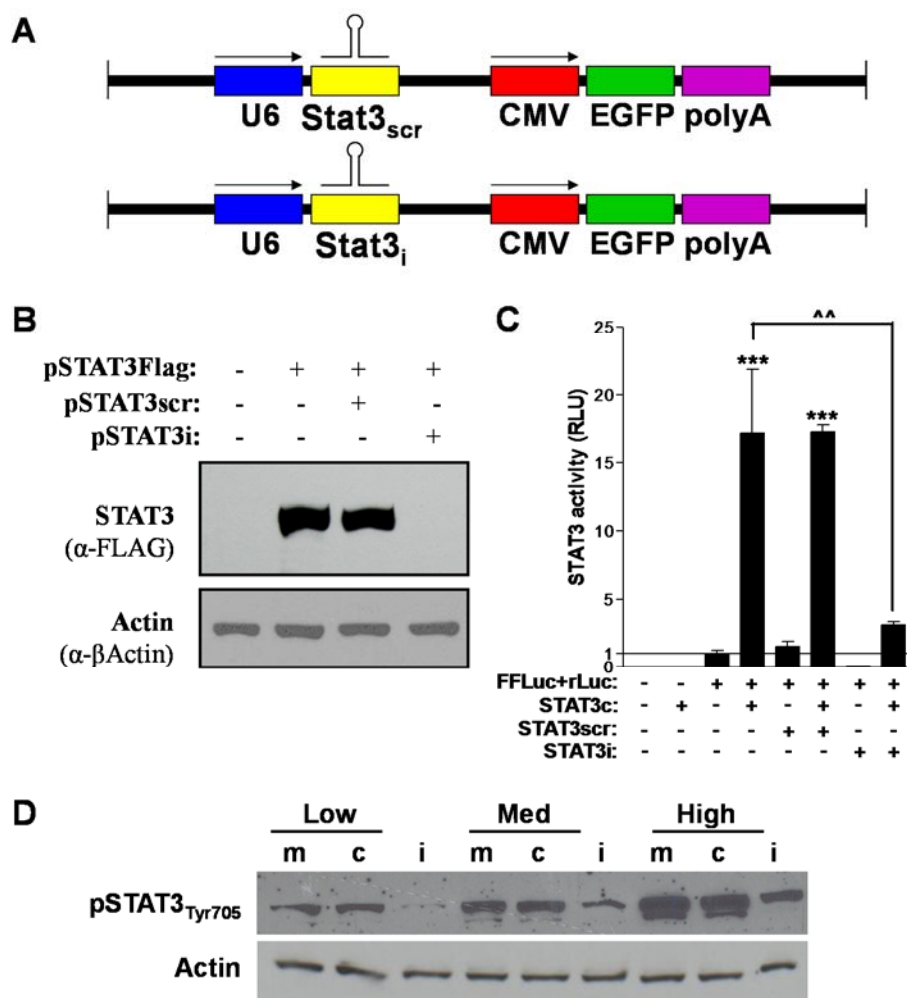 A
U6 Stat3scr CMV EGFP polyA
U6 Stat3i CMV EGFP polyA
B
pSTAT3Flag: - + + +
pSTAT3scr: - - + -
pSTAT3i: - - - +
STAT3
(α-FLAG)
Actin
(α-βActin)
C
^^
25
*** ***
20
15
10
5
1
0
STAT3 activity (RLU)
FFLuc+rLuc: - - + + + + + +
STAT3c: - + - + - + - +
STAT3scr: - - - - + + - -
STAT3i: - - - - - - + +
D
Low Med High
m c i m c i m c i
pSTAT3Tyr705
Actin